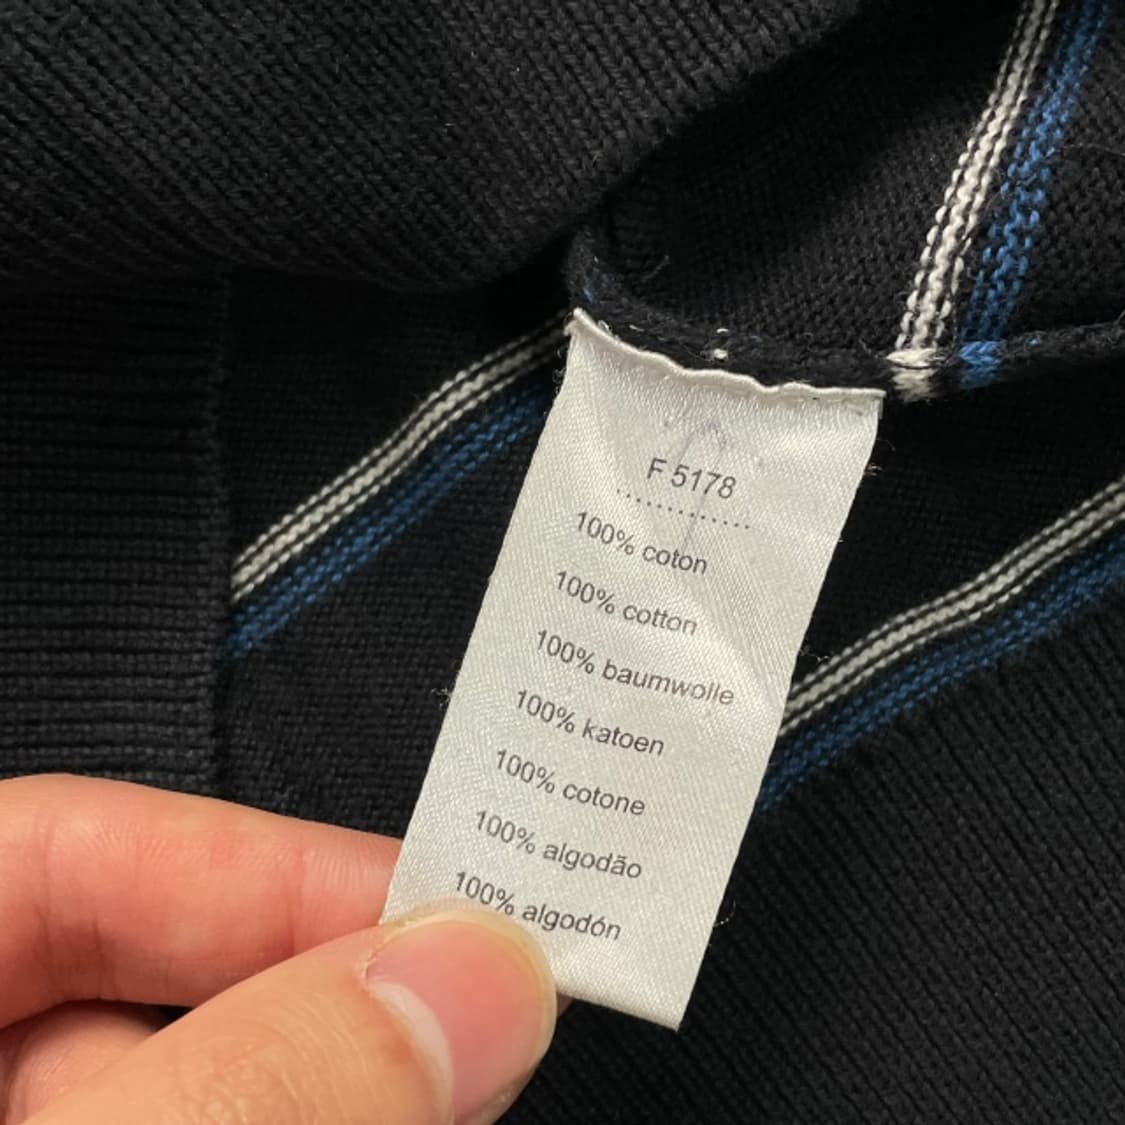 F 5178
100% coton
100% cotton
100% baumwolle
100% katoen
100% cotone
100% algodão
100% algodón